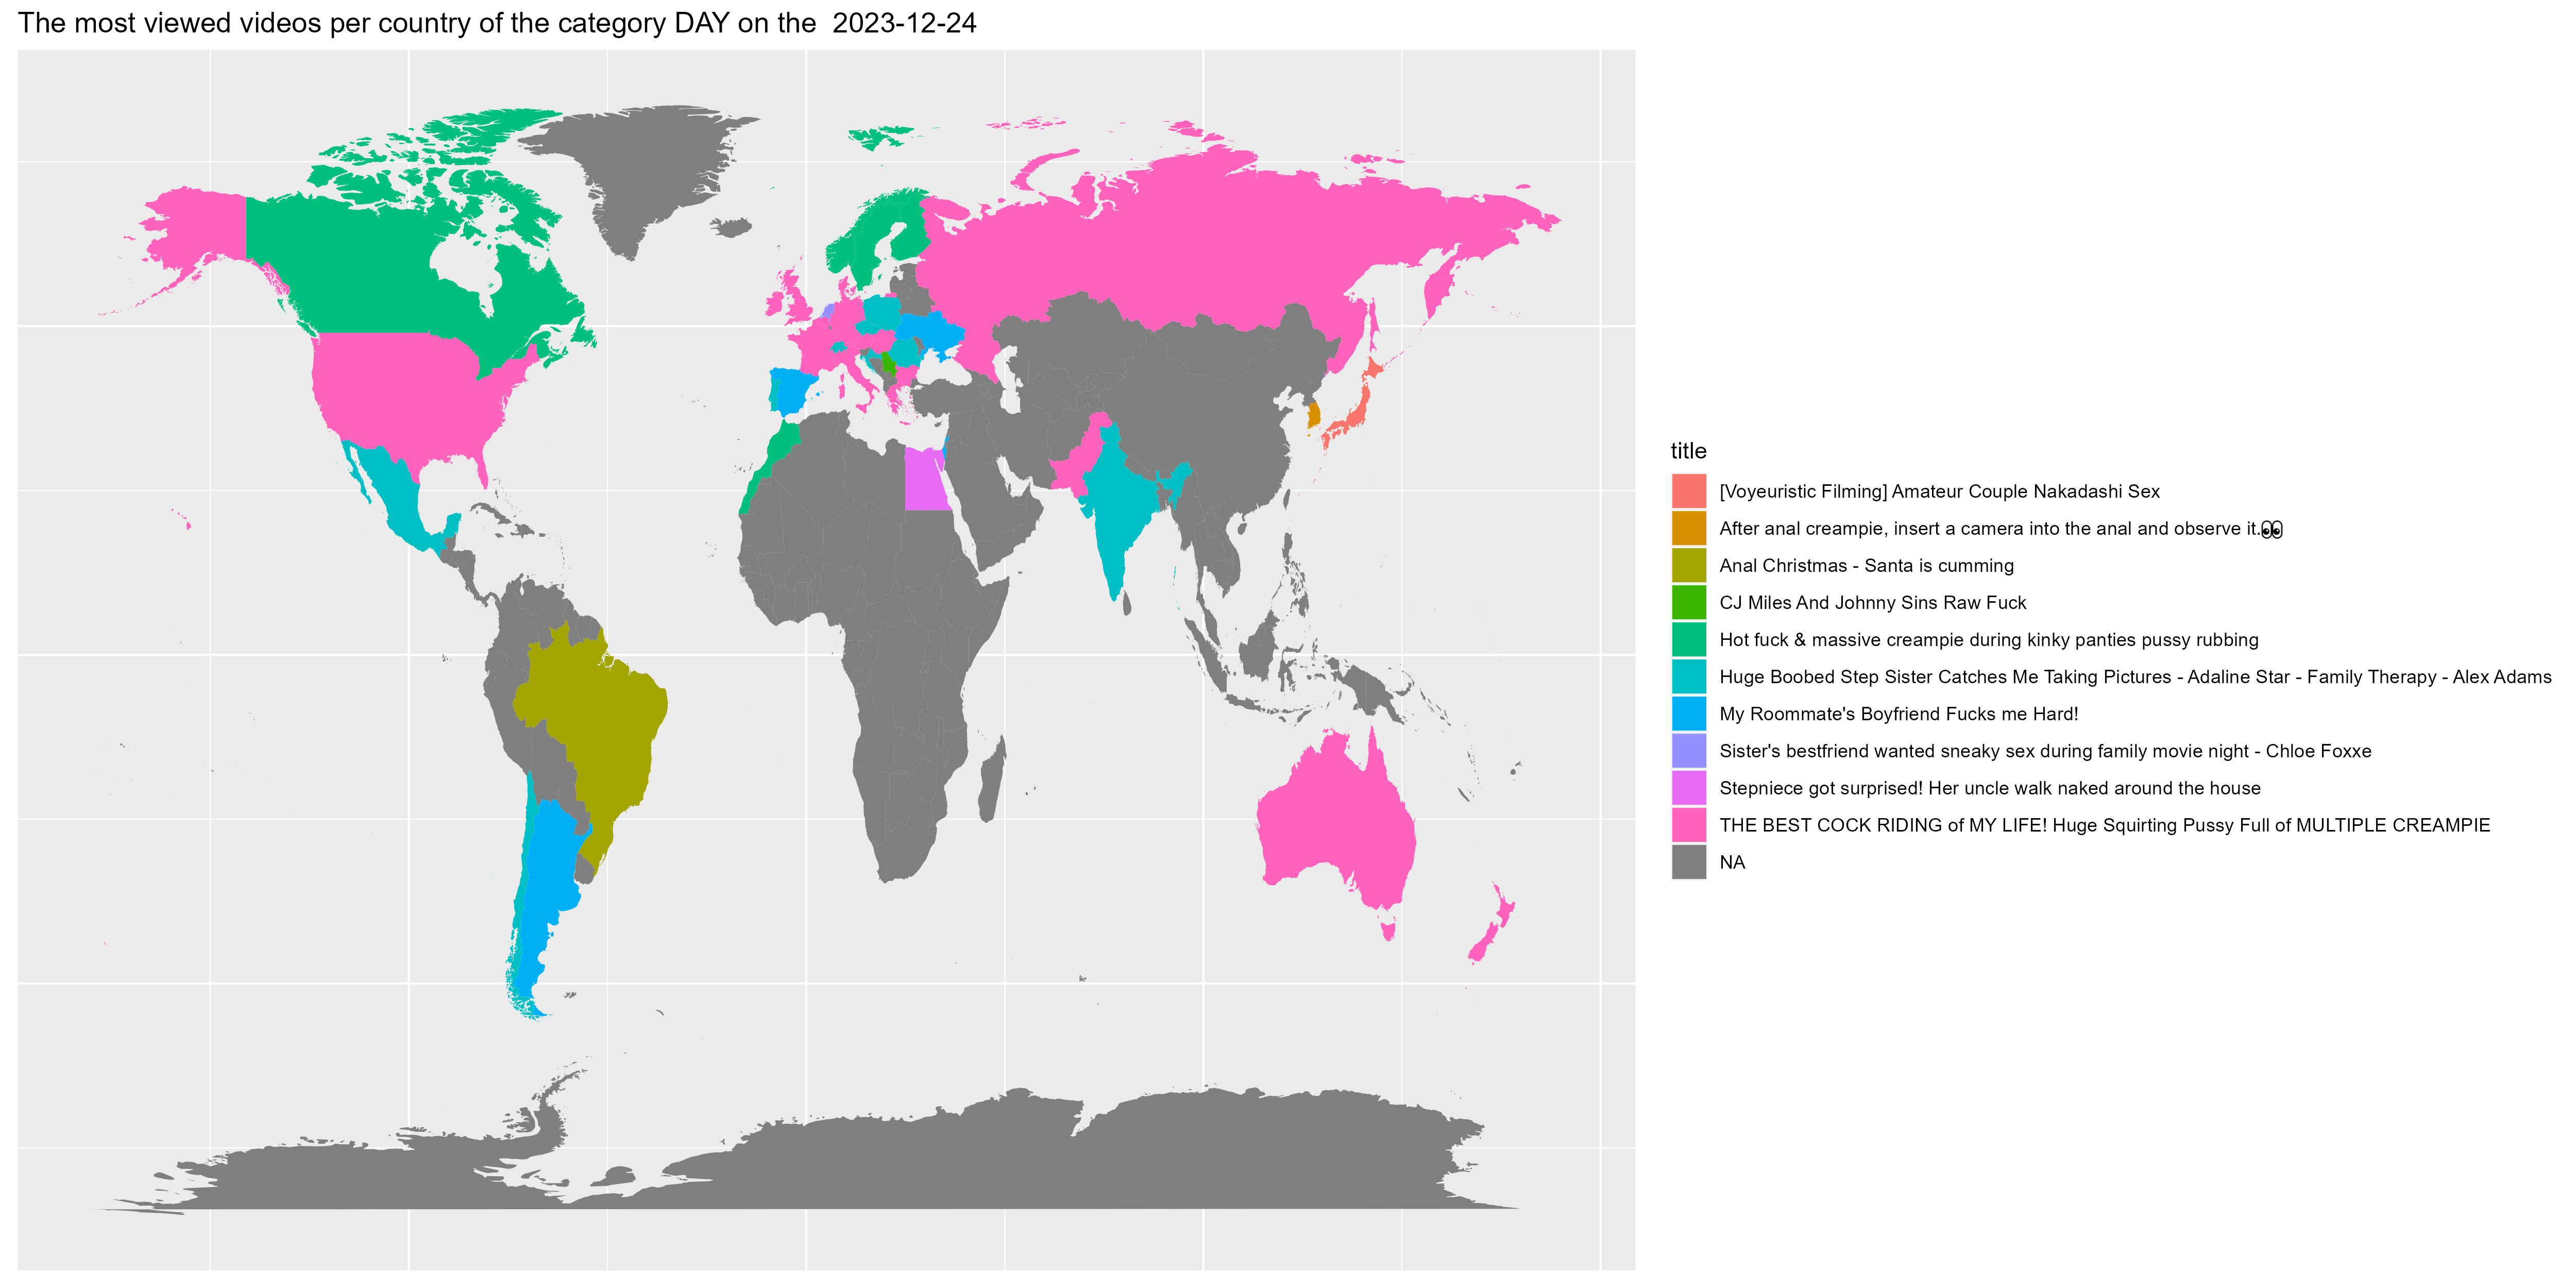 The most viewed videos per country of the category DAY on the  2023-12-24
title
[Voyeuristic Filming] Amateur Couple Nakadashi Sex
After anal creampie, insert a camera into the anal and observe it.👀
Anal Christmas - Santa is cumming
CJ Miles And Johnny Sins Raw Fuck
Hot fuck & massive creampie during kinky panties pussy rubbing
Huge Boobed Step Sister Catches Me Taking Pictures - Adaline Star - Family Therapy - Alex Adams
My Roommate's Boyfriend Fucks me Hard!
Sister's bestfriend wanted sneaky sex during family movie night - Chloe Foxxe
Stepniece got surprised! Her uncle walk naked around the house
THE BEST COCK RIDING of MY LIFE! Huge Squirting Pussy Full of MULTIPLE CREAMPIE
NA